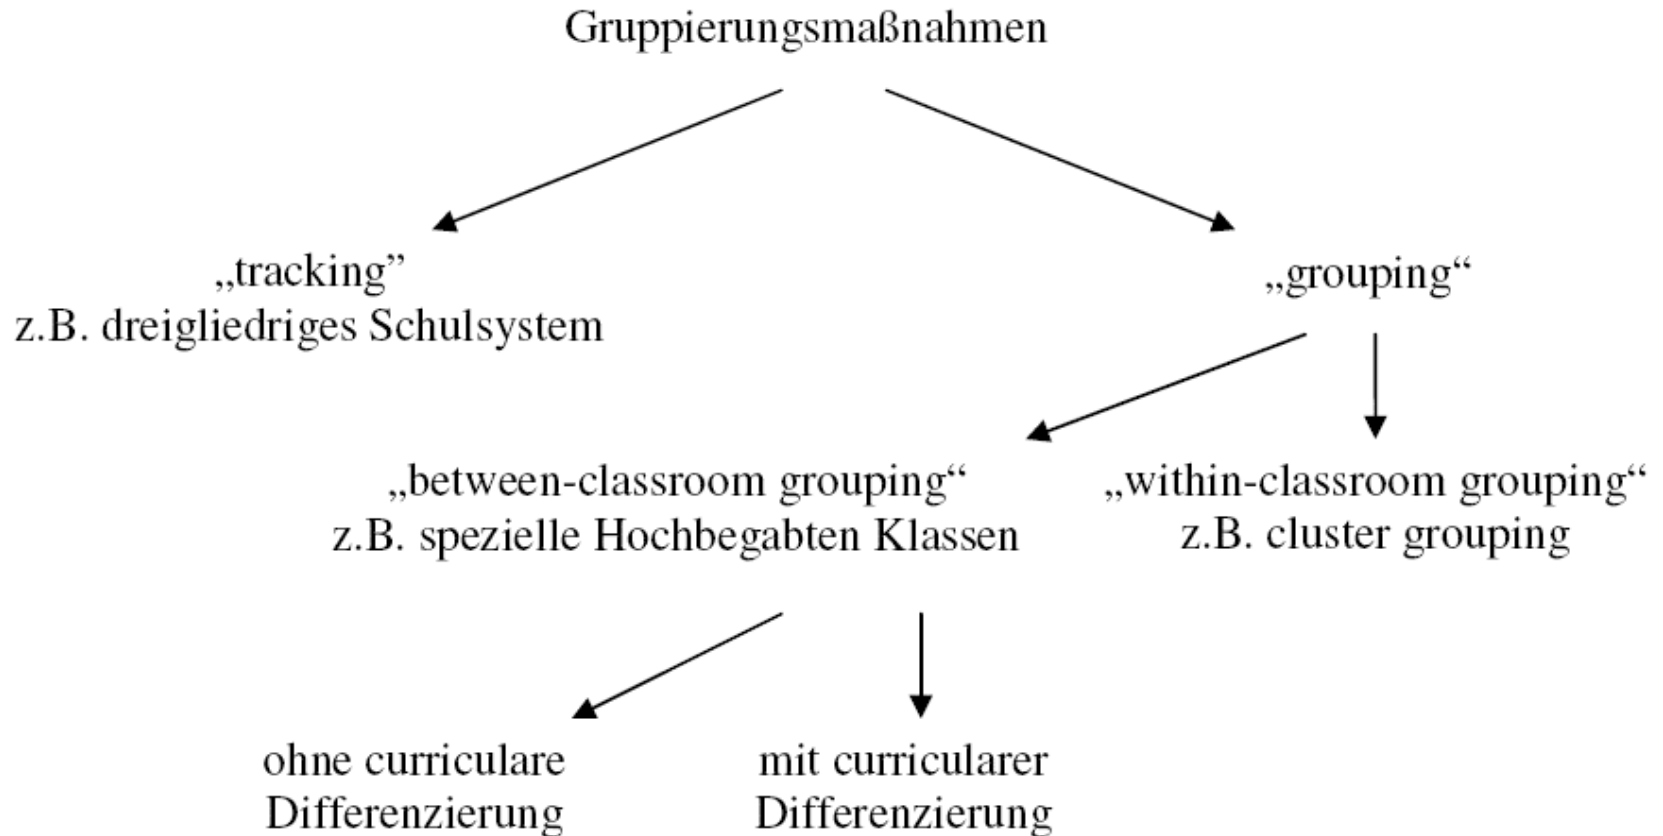 Gruppierungsmaßnahmen
„tracking”
z.B. dreigliedriges Schulsystem
„grouping“
„between-classroom grouping“
z.B. spezielle Hochbegabten Klassen
„within-classroom grouping“
z.B. cluster grouping
ohne curriculare
Differenzierung
mit curricularer
Differenzierung